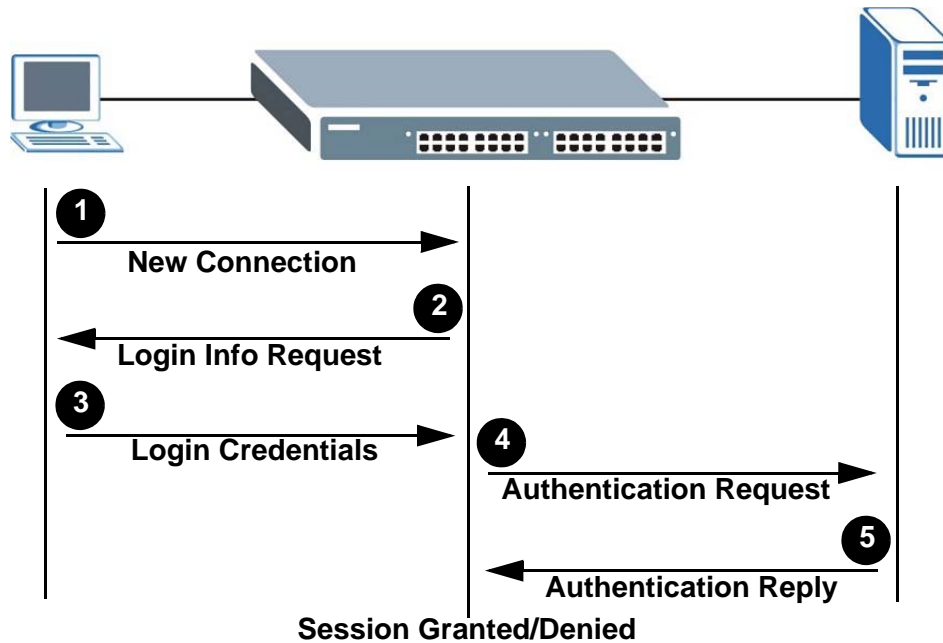 1
New Connection
2
Login Info Request
3
Login Credentials
4
Authentication Request
5
Authentication Reply
Session Granted/Denied